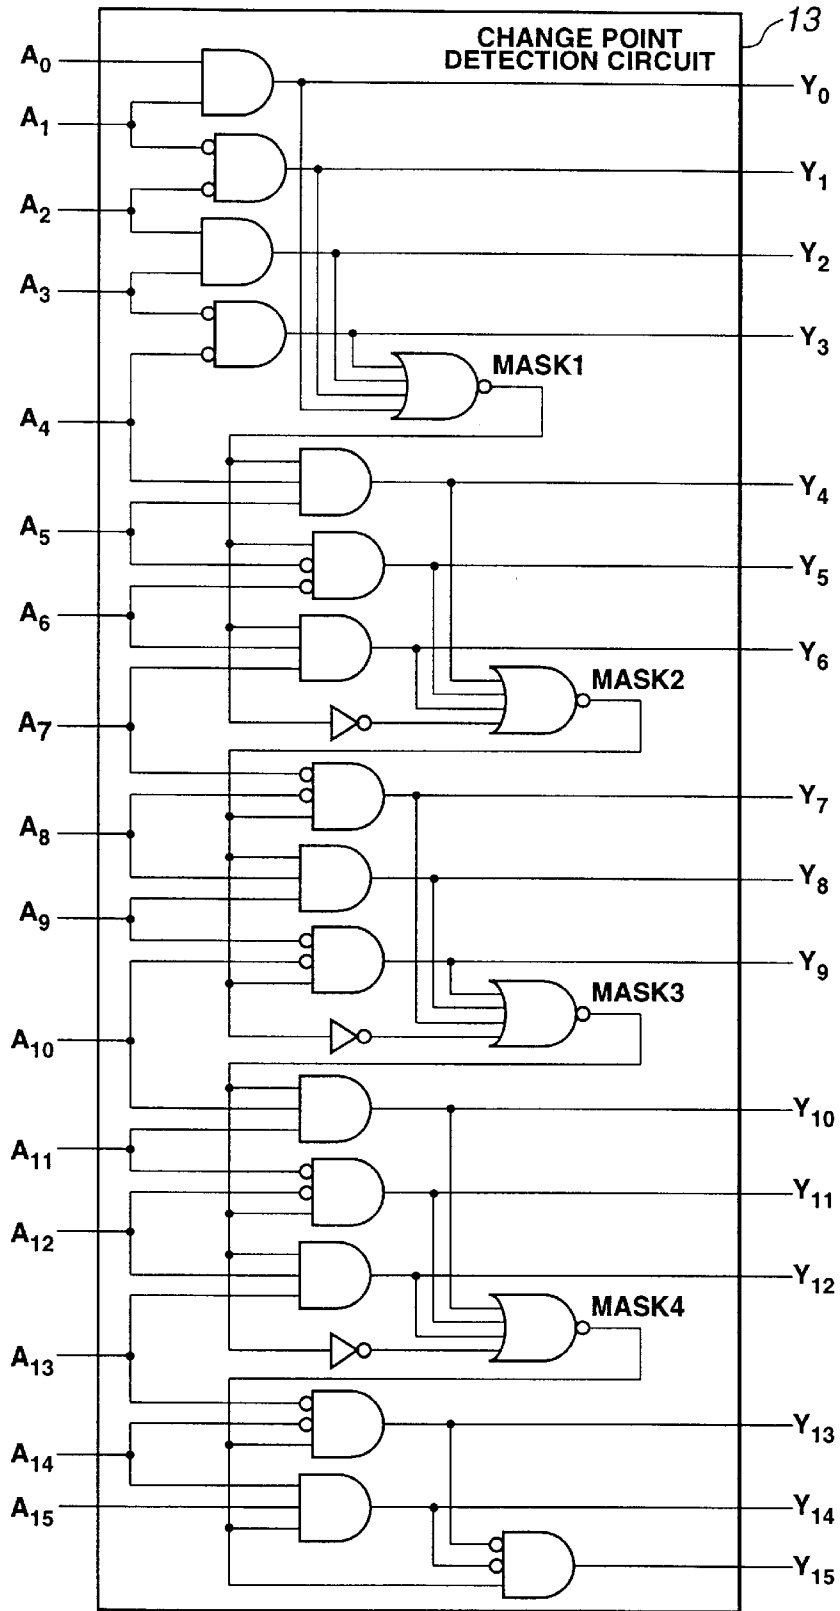 13
CHANGE POINT
DETECTION CIRCUIT
A0
Y0
A1
Y1
A2
Y2
A3
Y3
MASK1
A4
Y4
A5
Y5
A6
Y6
MASK2
A7
Y7
A8
Y8
A9
Y9
MASK3
A10
Y10
A11
Y11
A12
Y12
MASK4
A13
Y13
A14
Y14
A15
Y15